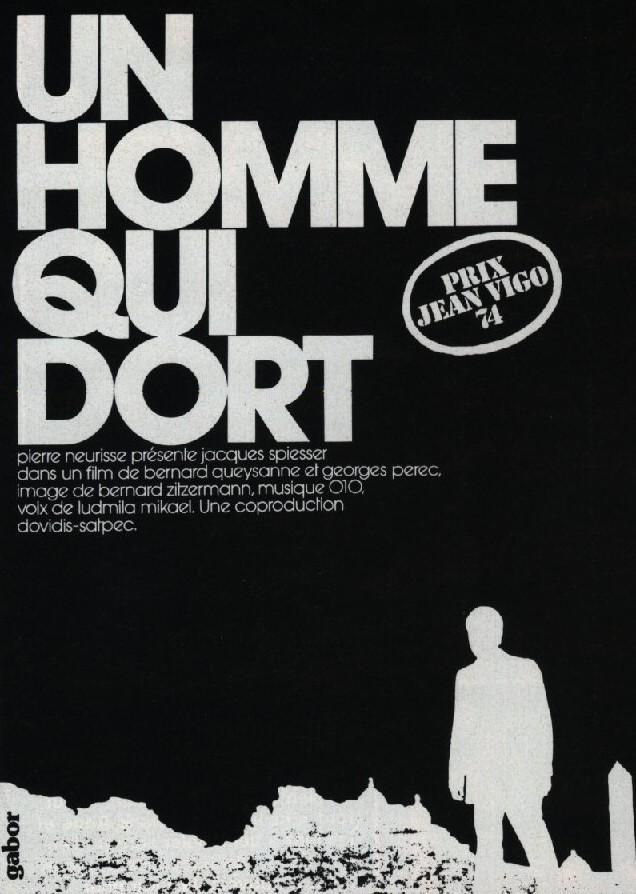 UN
HOMME
QUI
DORT
PRIX
JEAN VIGO
74
pierre neurisse présente jacques spiesser
dans un film de bernard queysanne et georges perec,
image de bernard zitzermann, musique 010,
voix de ludmila mikael. Une coproduction
dovidis-satpec.
gabor